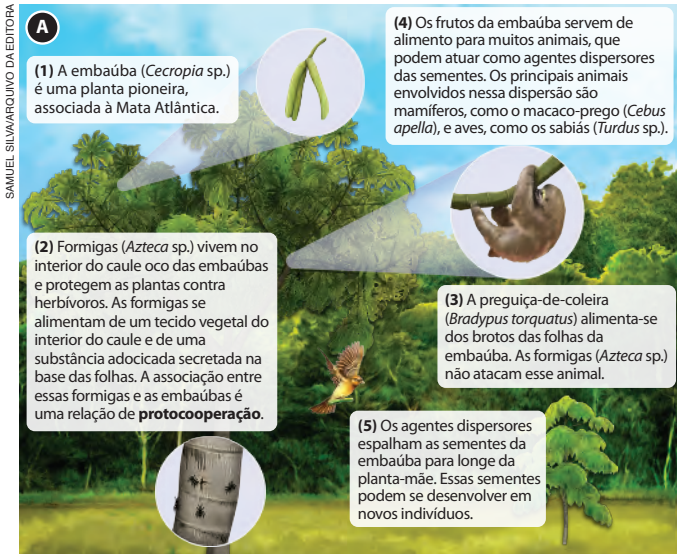 SAMUEL SILVA/ARQUIVO DA EDITORA
A
(1) A embaúba (Cecropia sp.)
é uma planta pioneira,
associada à Mata Atlântica.
(4) Os frutos da embaúba servem de
alimento para muitos animais, que
podem atuar como agentes dispersores
das sementes. Os principais animais
envolvidos nessa dispersão são
mamíferos, como o macaco-prego (Cebus
apella), e aves, como os sabiás (Turdus sp.).
(2) Formigas (Azteca sp.) vivem no
interior do caule oco das embaúbas
e protegem as plantas contra
herbívoros. As formigas se
alimentam de um tecido vegetal do
interior do caule e de uma
substância adocicada secretada na
base das folhas. A associação entre
essas formigas e as embaúbas é
uma relação de protocooperação.
(3) A preguiça-de-coleira
(Bradypus torquatus) alimenta-se
dos brotos das folhas da
embaúba. As formigas (Azteca sp.)
não atacam esse animal.
(5) Os agentes dispersores
espalham as sementes da
embaúba para longe da
planta-mãe. Essas sementes
podem se desenvolver em
novos indivíduos.